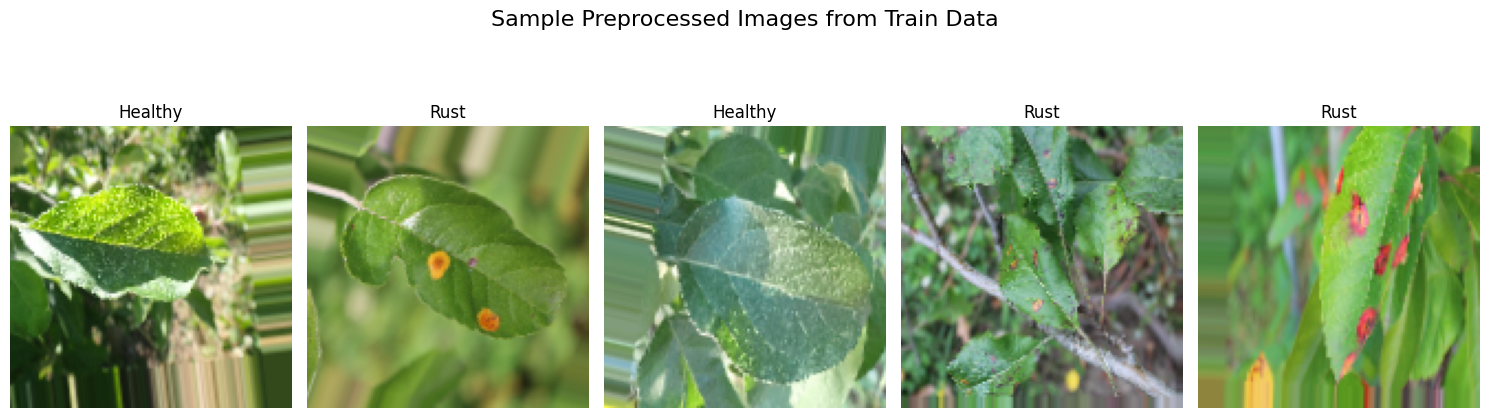 Sample Preprocessed Images from Train Data
Healthy
Rust
Healthy
Rust
Rust